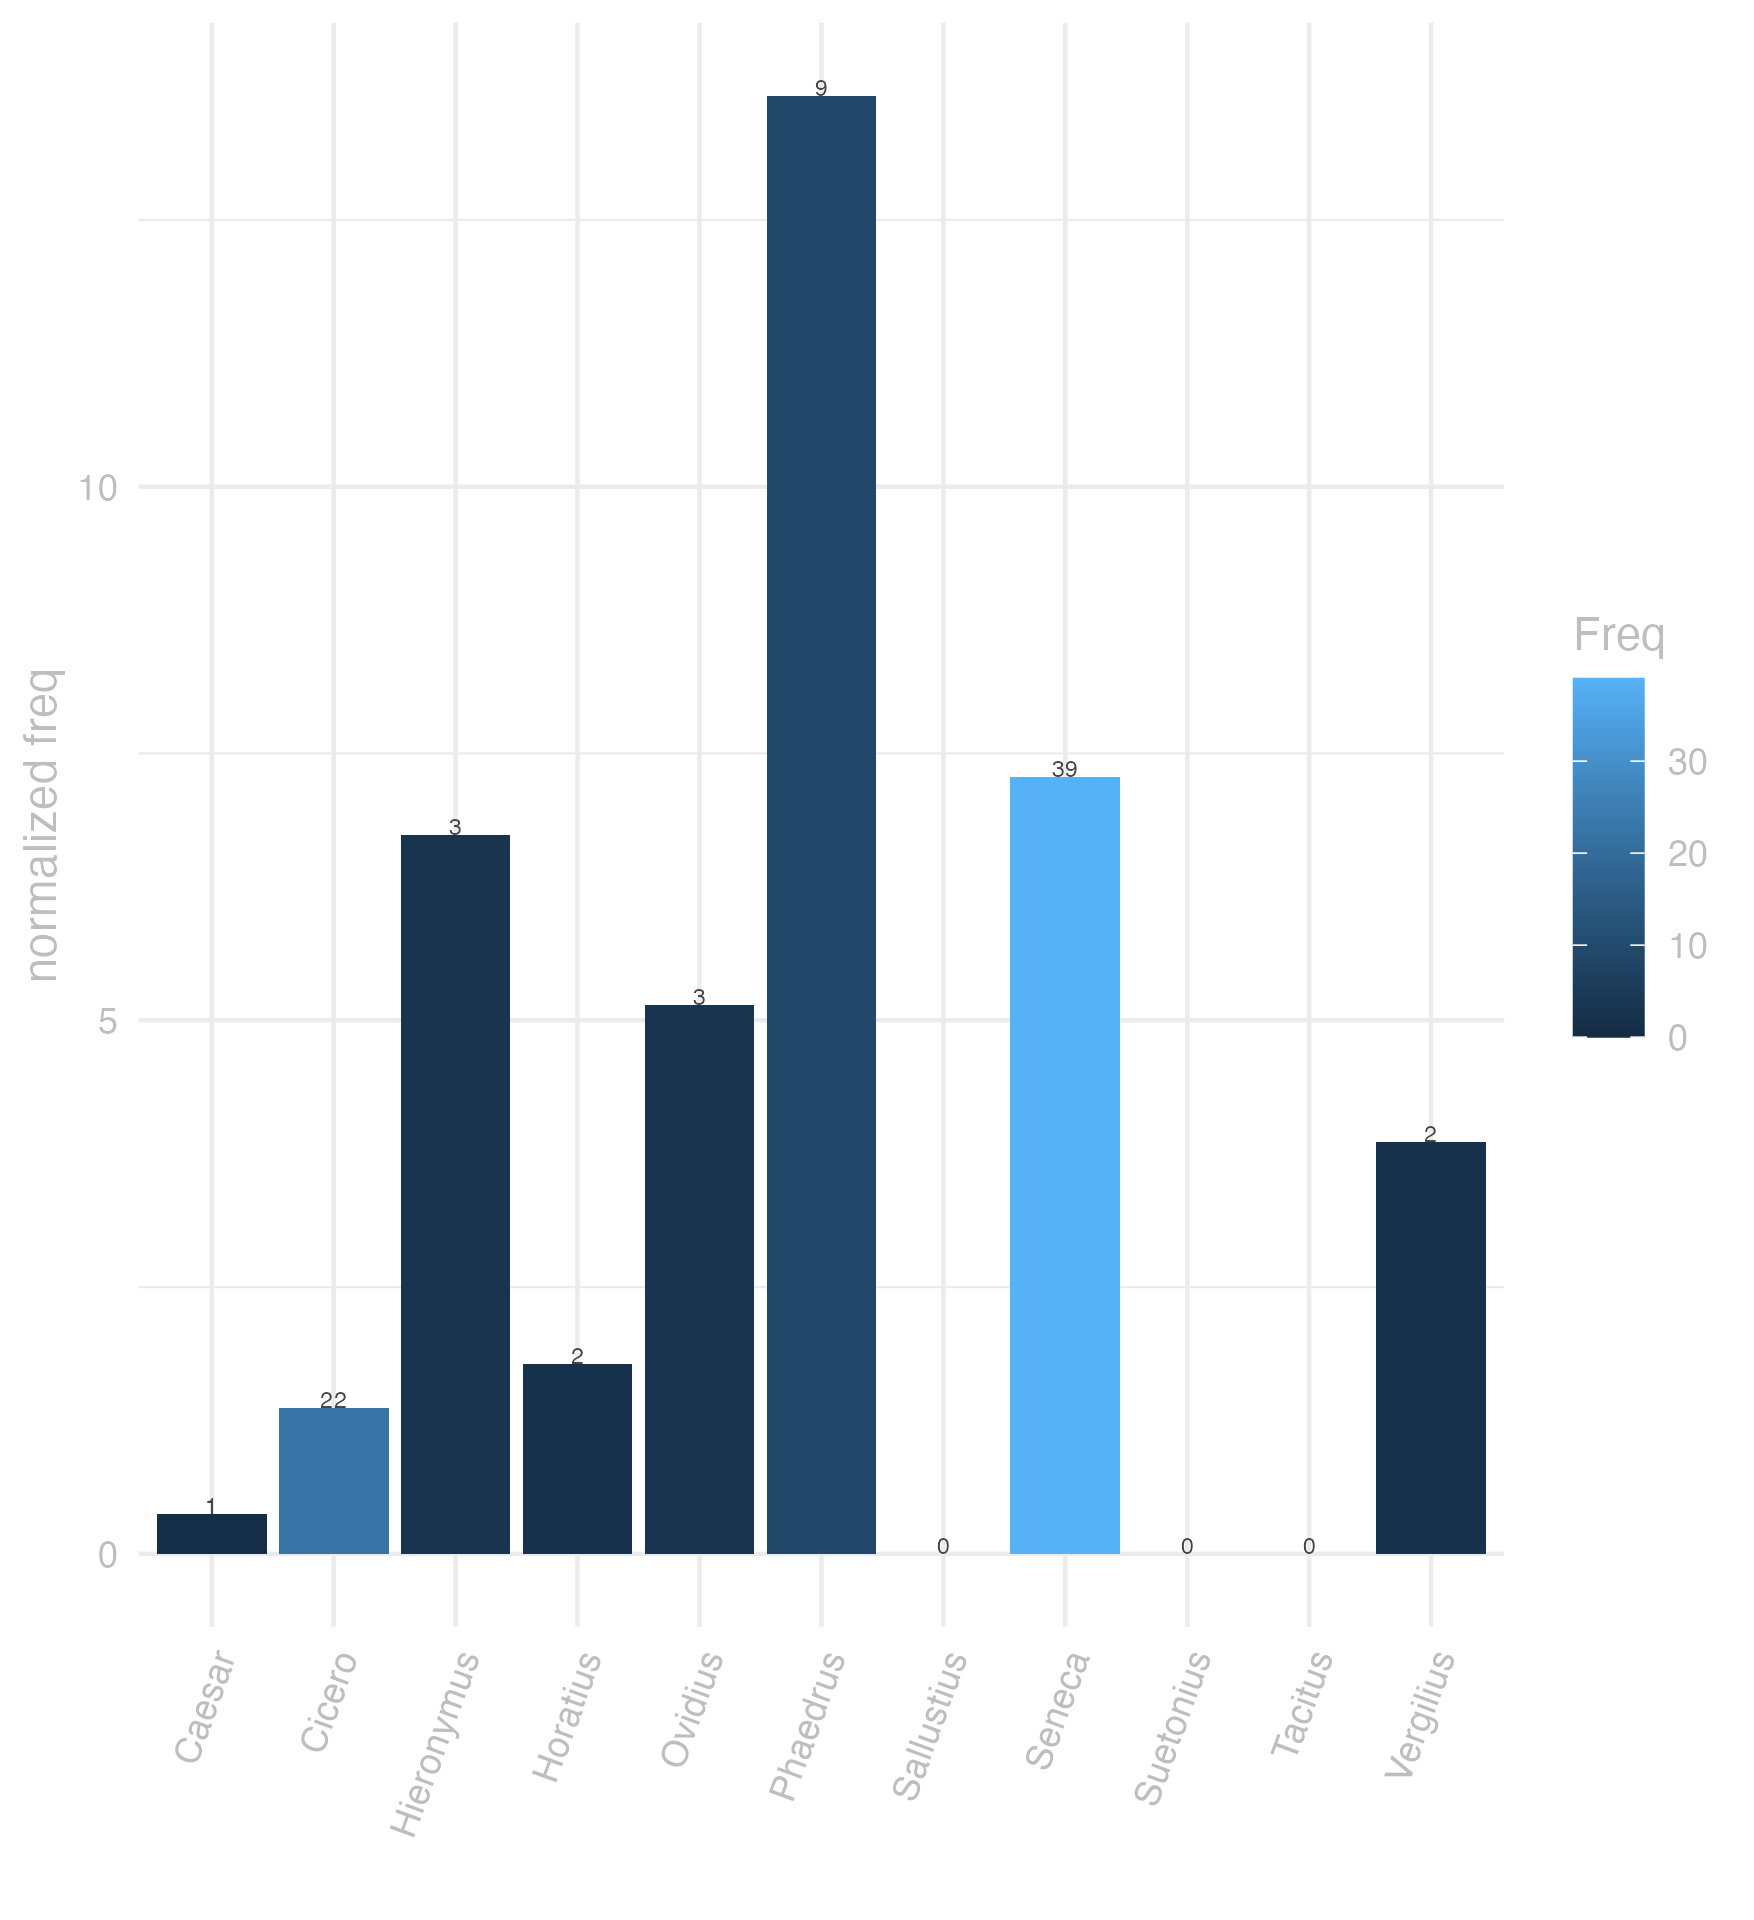 9
10
39
3
3
5
2
2
22
1
0
0
0
0
normalized freq
Caesar
Cicero
Hieronymus
Horatius
Ovidius
Phaedrus
Sallustius
Seneca
Suetonius
Tacitus
Vergilius
Freq
30
20
10
0